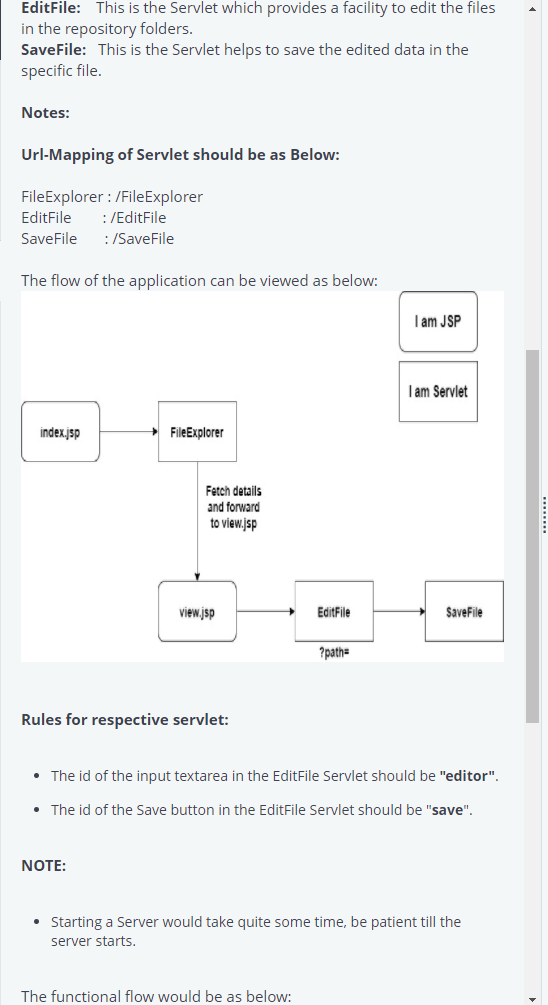 EditFile: This is the Servlet which provides a facility to edit the files
in the repository folders.
SaveFile: This is the Servlet helps to save the edited data in the
specific file.
Notes:
Url-Mapping of Servlet should be as Below:
FileExplorer : /FileExplorer
EditFile : /EditFile
SaveFile : /SaveFile
The flow of the application can be viewed as below:
I am JSP
I am Servlet
index.jsp
FileExplorer
Fetch details
and forward
to view.jsp
view.jsp
EditFile
SaveFile
?path=
Rules for respective servlet:
• The id of the input textarea in the EditFile Servlet should be "editor".
• The id of the Save button in the EditFile Servlet should be "save".
NOTE:
• Starting a Server would take quite some time, be patient till the
server starts.
The functional flow would be as below: